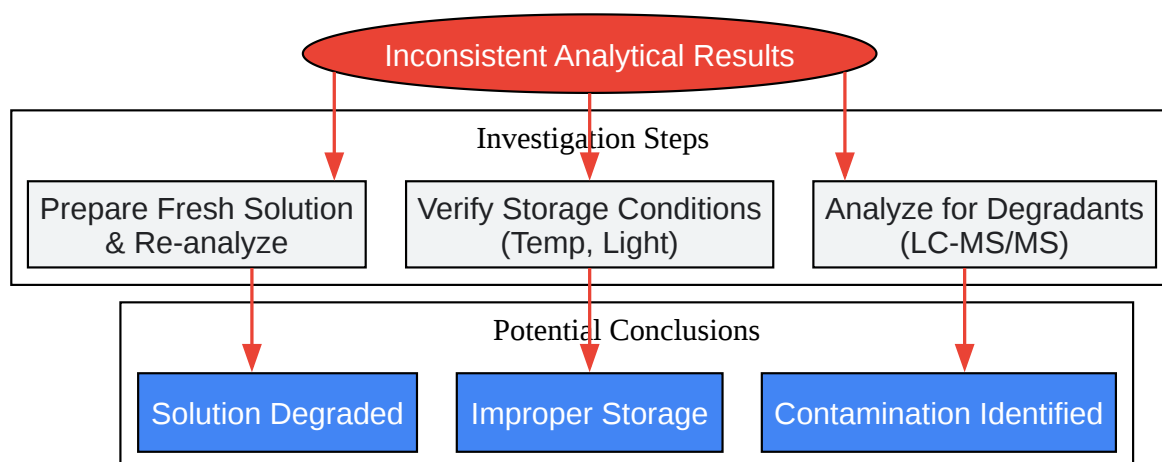 Inconsistent Analytical Results
Investigation Steps
Prepare Fresh Solution
& Re-analyze
Verify Storage Conditions
(Temp, Light)
Analyze for Degradants
(LC-MS/MS)
Potential Conclusions
Solution Degraded
Improper Storage
Contamination Identified